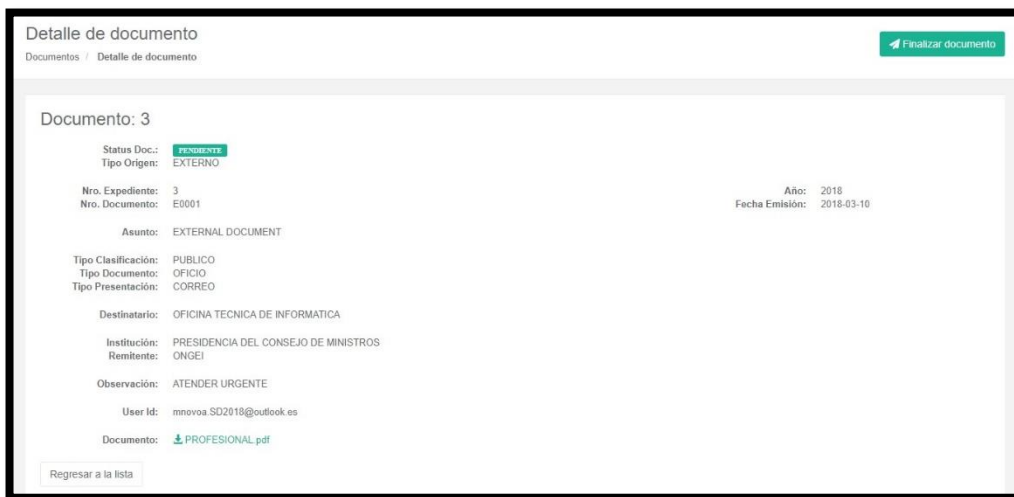 Detalle de documento
Documentos / Detalle de documento
Finalizar documento
Documento: 3
Status Doc.: PENDIENTE
Tipo Origen: EXTERNO
Nro. Expediente: 3 Año: 2018
Nro. Documento: E0001 Fecha Emisión: 2018-03-10
Asunto: EXTERNAL DOCUMENT
Tipo Clasificación: PUBLICO
Tipo Documento: OFICIO
Tipo Presentación: CORREO
Destinatario: OFICINA TECNICA DE INFORMATICA
Institución: PRESIDENCIA DEL CONSEJO DE MINISTROS
Remitente: ONGEI
Observación: ATENDER URGENTE
User Id: mnovoa.SD2018@outlook.es
Documento: PROFESIONAL.pdf
Regresar a la lista